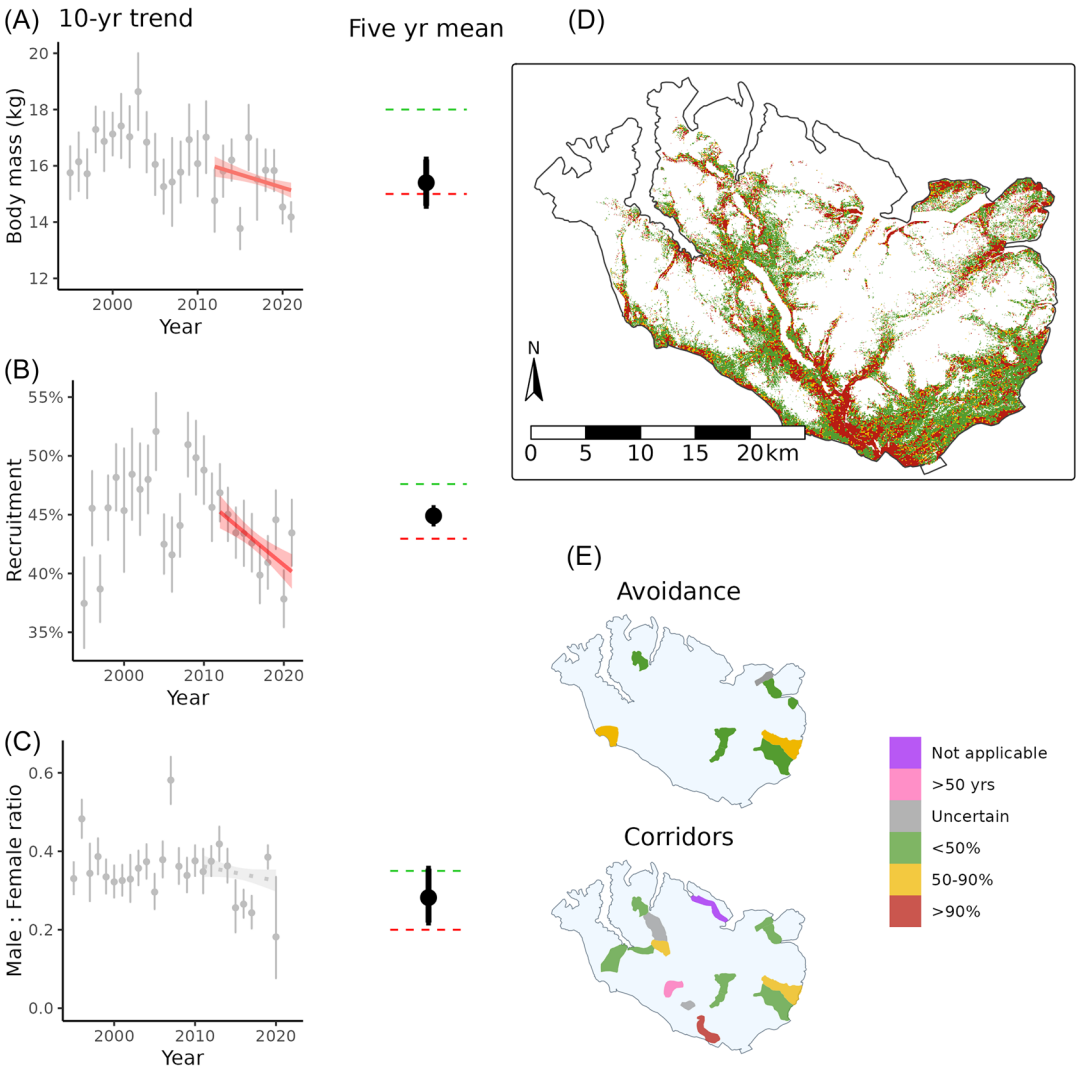 (A) 10-yr trend
Five yr mean
Body mass (kg)
20
18
16
14
12
2000 2010 2020
Year
(B)
Recruitment
55%
50%
45%
40%
35%
2000 2010 2020
Year
(C)
Male : Female ratio
0.6
0.4
0.2
0.0
2000 2010 2020
Year
(D)
N
0 5 10 15 20km
(E)
Avoidance
Corridors
Not applicable
>50 yrs
Uncertain
<50%
50-90%
>90%